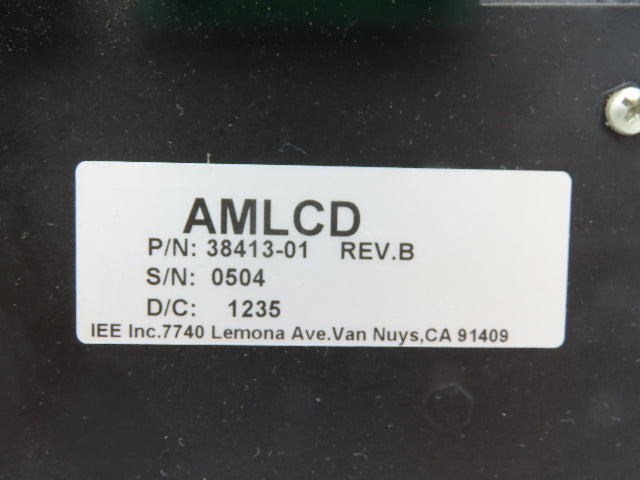 AMLCD
P/N: 38413-01 REV.B
S/N: 0504
D/C: 1235
IEE Inc.7740 Lemona Ave.Van Nuys,CA 91409